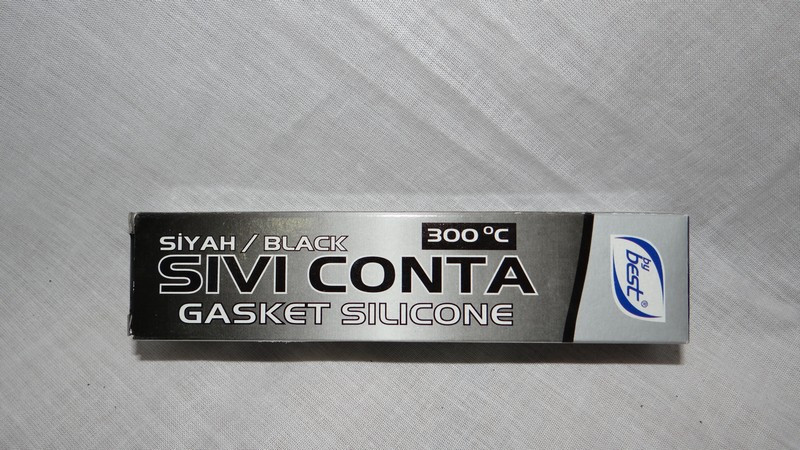 SİYAH / BLACK
300 °C
SIVI CONTA
GASKET SILICONE
by
best®